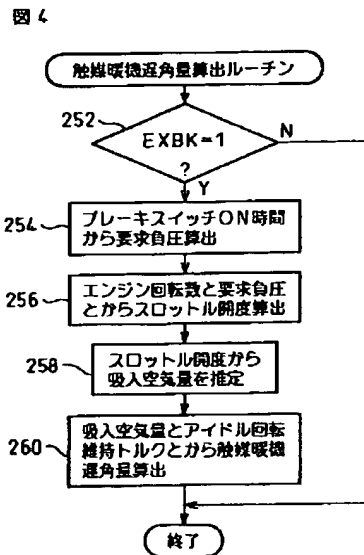 図4
触媒暖機遅角量算出ルーチン
252
EXBK=1
?
N
Y
254
ブレーキスイッチON時間
から要求負圧算出
256
エンジン回転数と要求負圧
とからスロットル開度算出
258
スロットル開度から
吸入空気量を推定
260
吸入空気量とアイドル回転
維持トルクとから触媒暖機
遅角量算出
終了